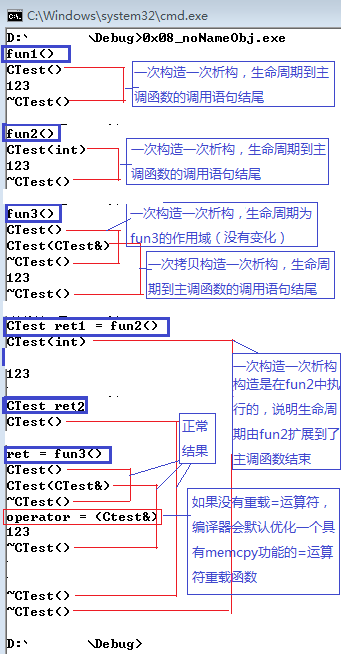 C:\Windows\system32\cmd.exe
D:\ \Debug>0x08_noNameObj.exe
fun1()
CTest()
123
~CTest()
一次构造一次析构，生命周期到主
调函数的调用语句结尾
fun2()
CTest(int)
123
~CTest()
一次构造一次析构，生命周期到主
调函数的调用语句结尾
fun3()
CTest()
CTest(CTest&)
~CTest()
123
~CTest()
一次构造一次析构，生命周期为
fun3的作用域（没有变化）
一次拷贝构造一次析构，生命周
期到主调函数的调用语句结尾
CTest ret1 = fun2()
CTest(int)
123
一次构造一次析构
构造是在fun2中执
行的，说明生命周
期由fun2扩展到了
主调函数结束
CTest ret2
CTest()
正常
结果
ret = fun3()
CTest()
CTest(CTest&)
~CTest()
operator = (Ctest&)
123
~CTest()
如果没有重载=运算符，
编译器会默认优化一个具
有memcpy功能的=运算
符重载函数
~CTest()
~CTest()
D:\ \Debug>